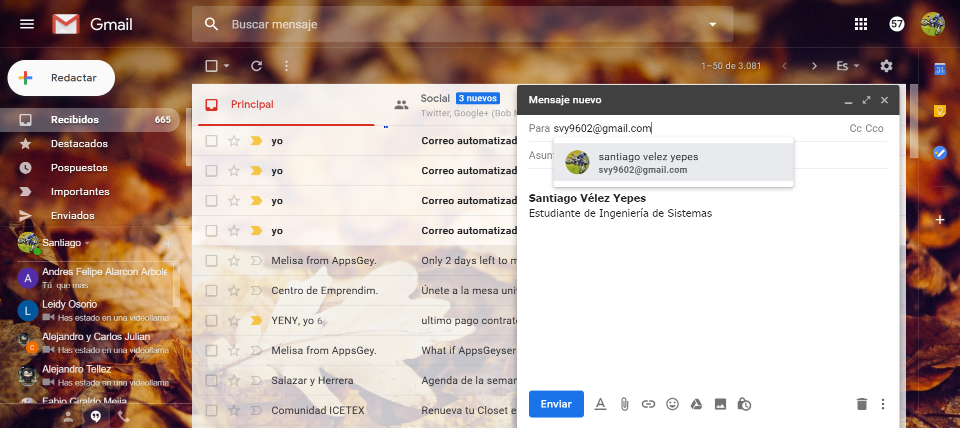 Gmail
Buscar mensaje
57
Redactar
1–50 de 3.081
Es
31
Recibidos 665
Destacados
Pospuestos
Importantes
Enviados
Santiago
A
Andres Felipe Alarcon Arbole
Tú: que mas
L
Leidy Osorio
Has estado en una videollama
Alejandro y Carlos Julian
Has estado en una videollama
Alejandro Tellez
Has estado en una videollama
Fabio Giraldo Mejia
Principal
Social 3 nuevos
Twitter, Google+ (Bob M
yo Correo automatizad
yo Correo automatizad
yo Correo automatizad
yo Correo automatizad
Melisa from AppsGey. Only 2 days left to m
Centro de Emprendim. Únete a la mesa uni
YENY, yo 6 ultimo pago contrat
Melisa from AppsGey. What if AppsGeyser
Salazar y Herrera Agenda de la semar
Comunidad ICETEX Renueva tu Closet e
Mensaje nuevo
Para svy9602@gmail.com Cc Cco
Asun
santiago velez yepes
svy9602@gmail.com
Santiago Vélez Yepes
Estudiante de Ingeniería de Sistemas
Enviar